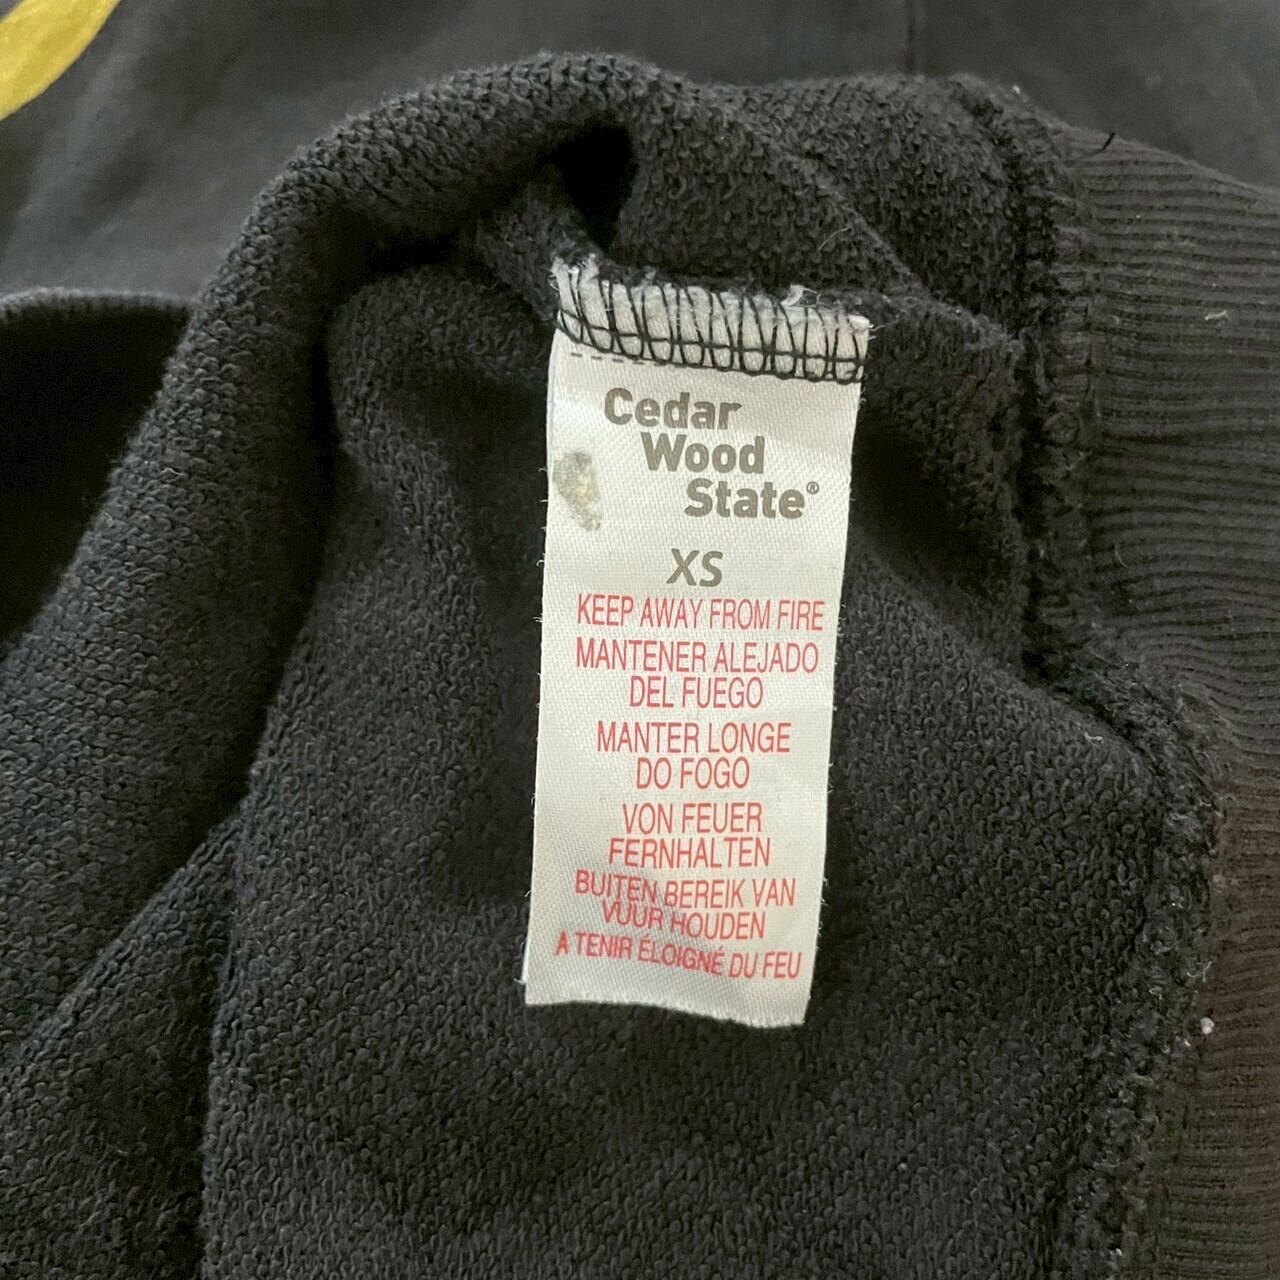 Cedar
Wood
State®
XS
KEEP AWAY FROM FIRE
MANTENER ALEJADO
DEL FUEGO
MANTER LONGE
DO FOGO
VON FEUER
FERNHALTEN
BUITEN BEREIK VAN
VUUR HOUDEN
A TENIR ÉLOIGNÉ DU FEU